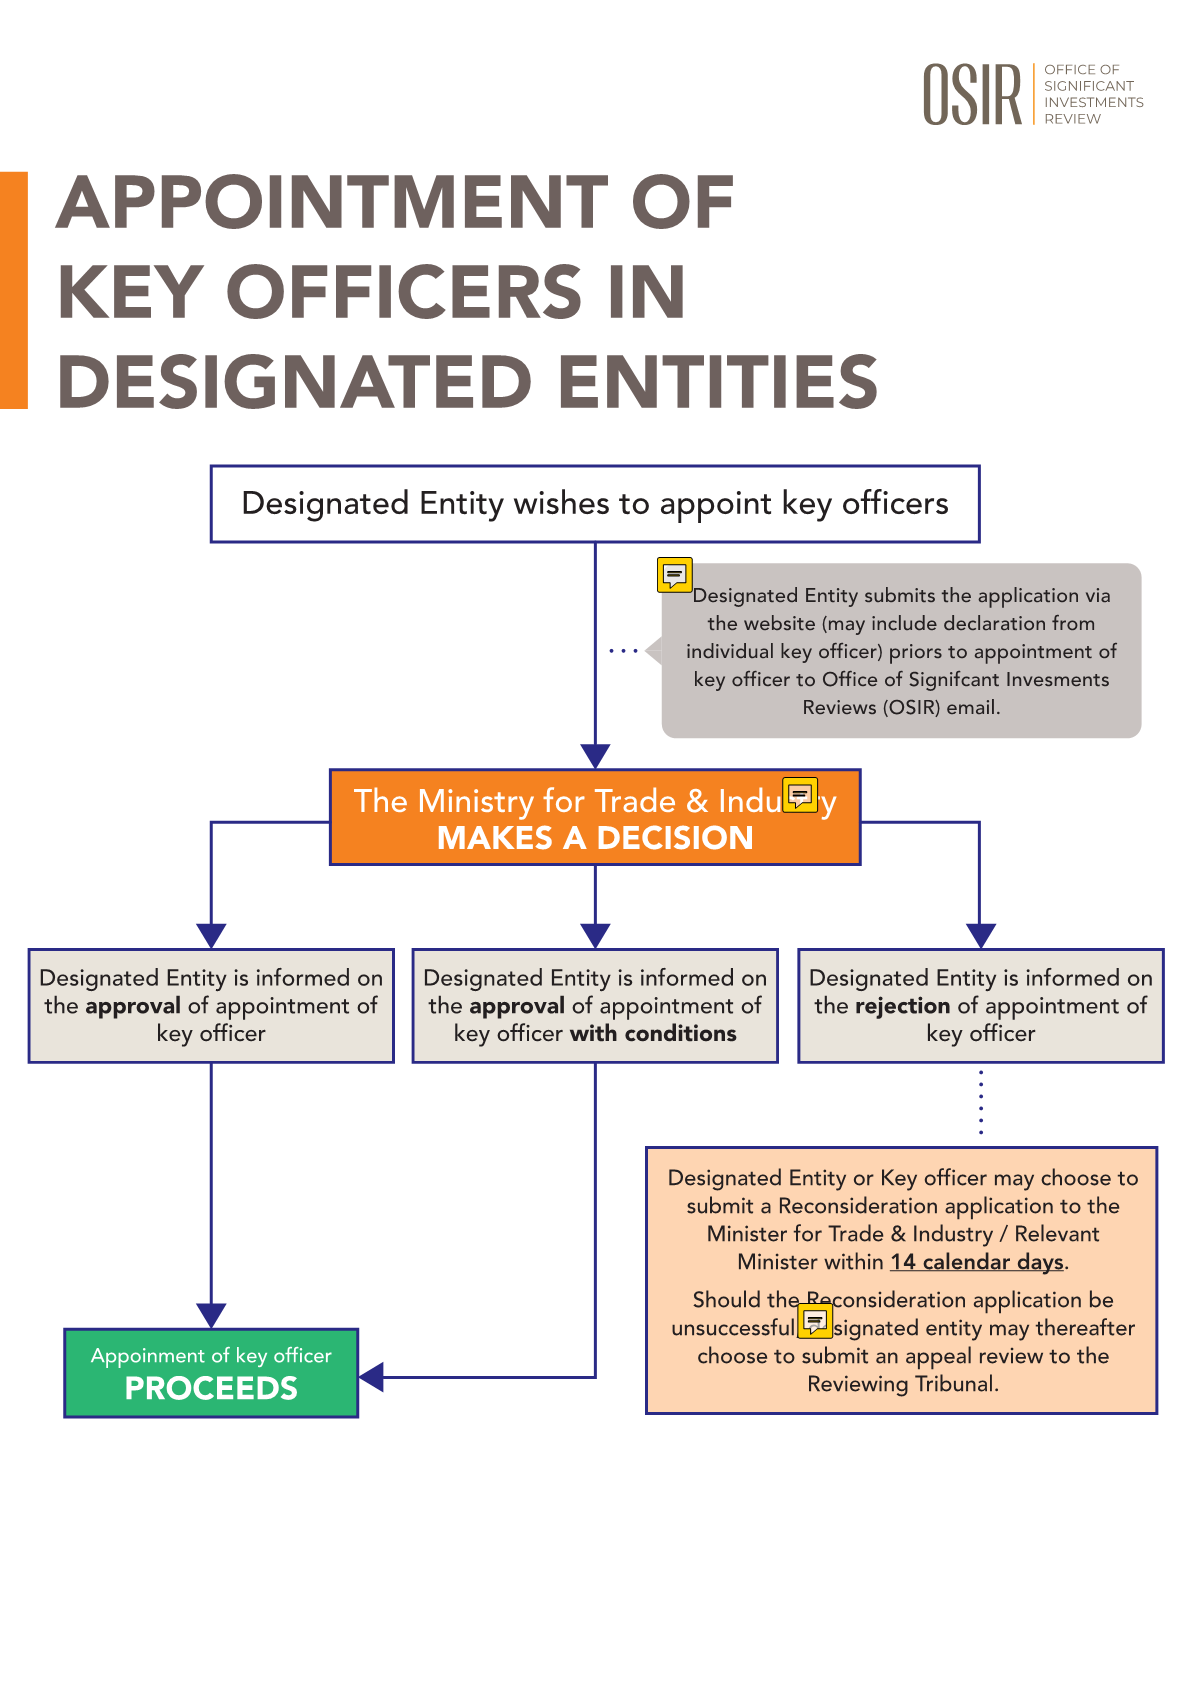 OSIR
OFFICE OF
SIGNIFICANT
INVESTMENTS
REVIEW
APPOINTMENT OF
KEY OFFICERS IN
DESIGNATED ENTITIES
Designated Entity wishes to appoint key officers
Designated Entity submits the application via
the website (may include declaration from
individual key officer) priors to appointment of
key officer to Office of Signifcant Invesments
Reviews (OSIR) email.
The Ministry for Trade & Industry
MAKES A DECISION
Designated Entity is informed on
the approval of appointment of
key officer
Designated Entity is informed on
the approval of appointment of
key officer with conditions
Designated Entity is informed on
the rejection of appointment of
key officer
Designated Entity or Key officer may choose to
submit a Reconsideration application to the
Minister for Trade & Industry / Relevant
Minister within 14 calendar days.
Should the Reconsideration application be
unsuccessful, designated entity may thereafter
choose to submit an appeal review to the
Reviewing Tribunal.
Appoinment of key officer
PROCEEDS